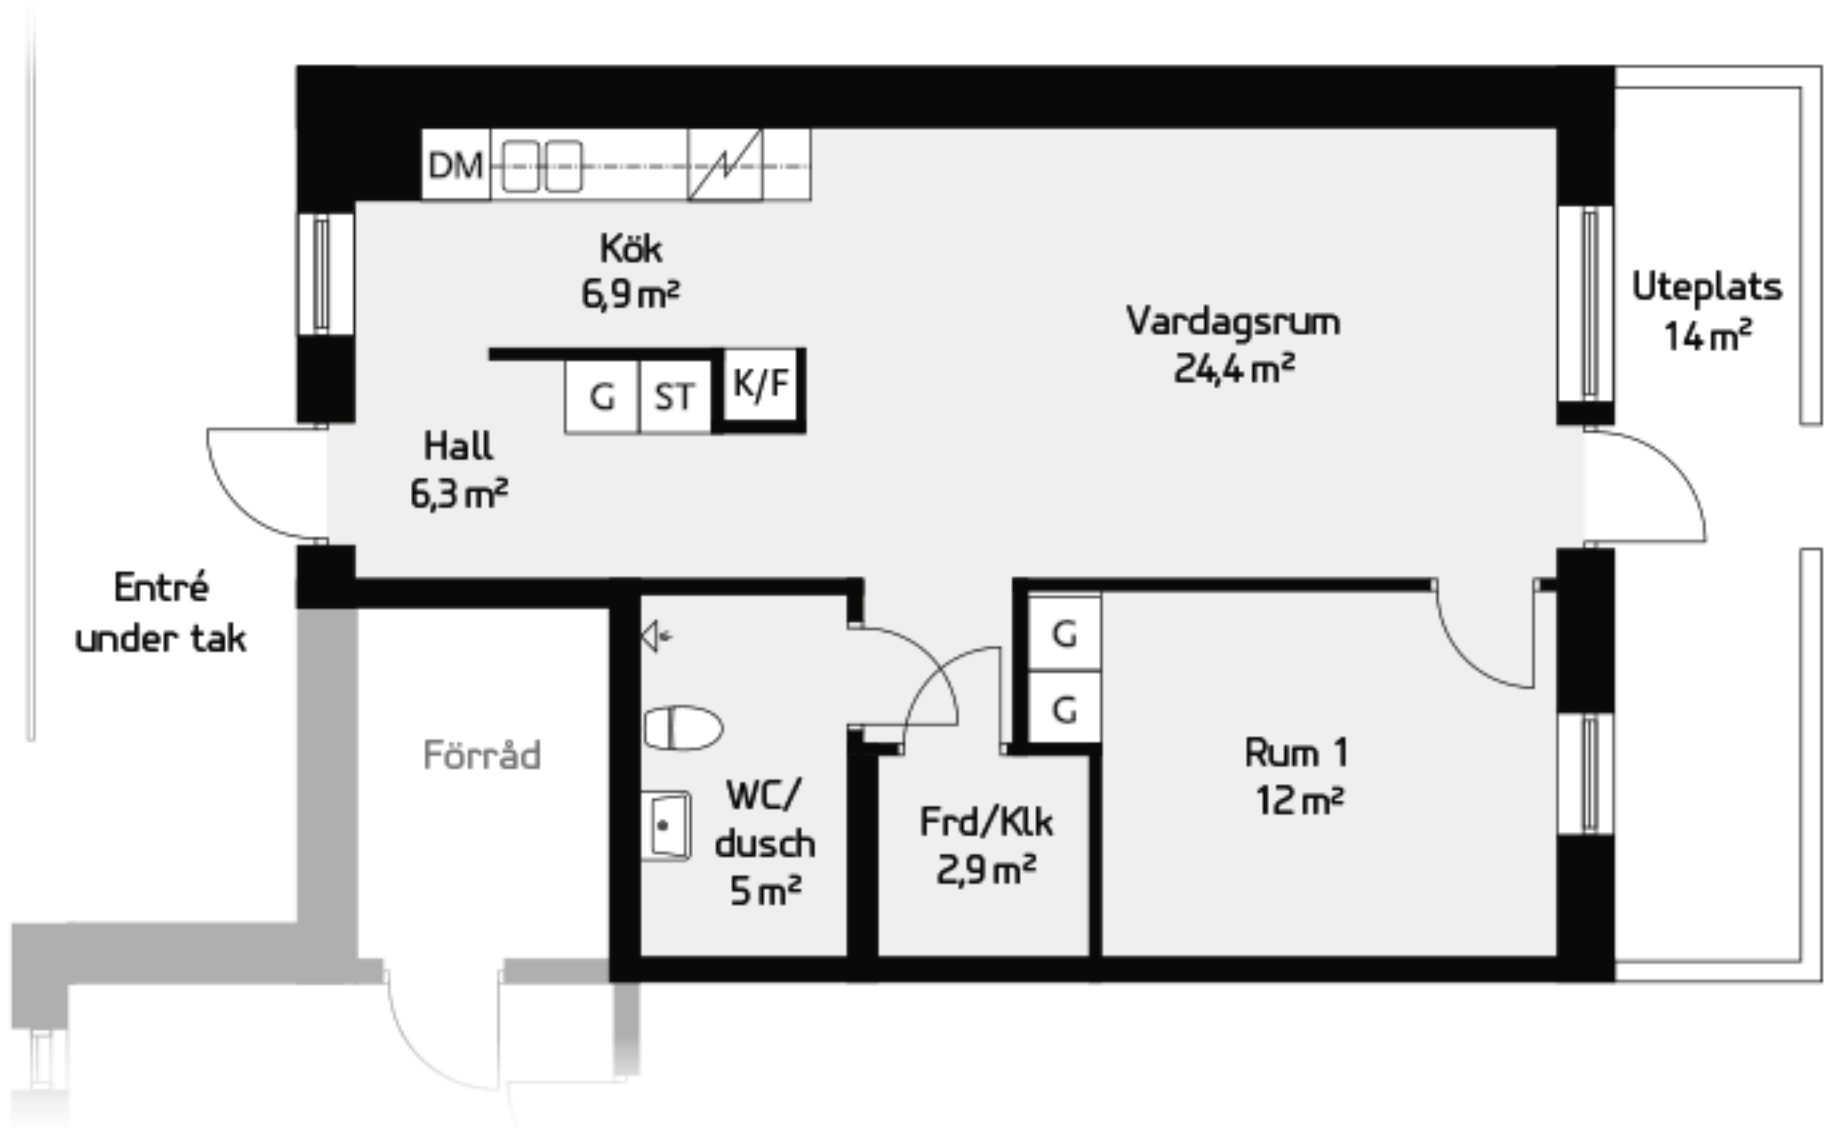 DM
Kök
6,9 m²
Vardagsrum
24,4 m²
Uteplats
14 m²
G
ST
K/F
Hall
6,3 m²
Entré
under tak
Förråd
WC/
dusch
5 m²
Frd/Klk
2,9 m²
G
G
Rum 1
12 m²